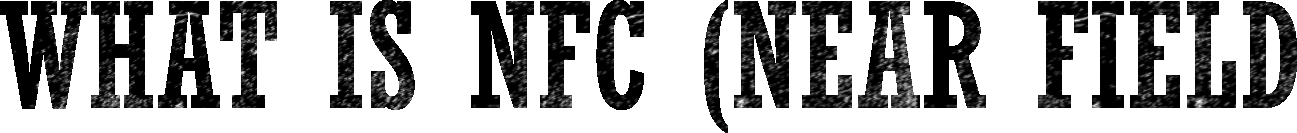 WHAT IS NFC (NEAR FIELD